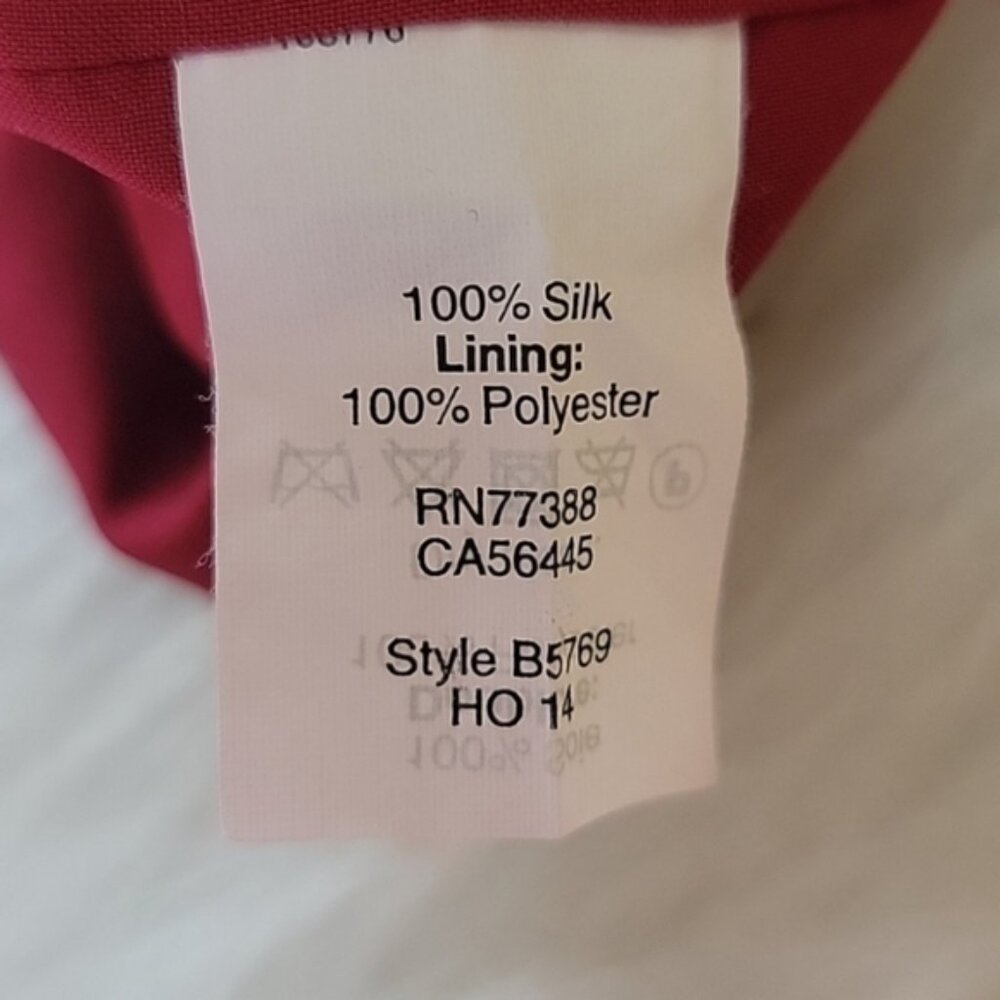 100% Silk
Lining:
100% Polyester
RN77388
CA56445
Style B5769
HO 14